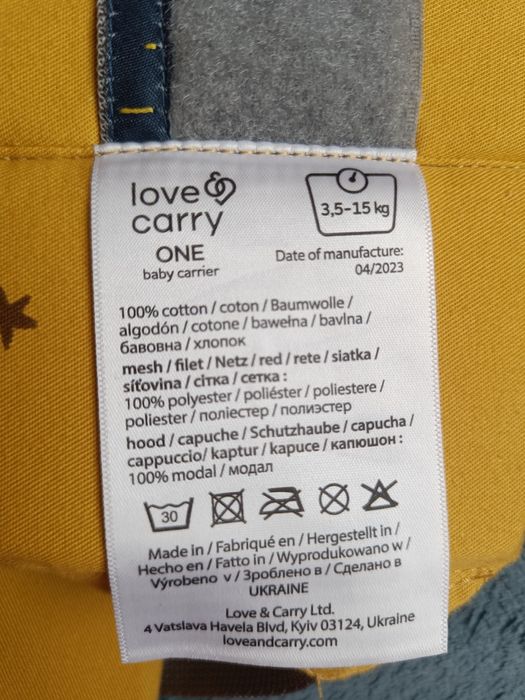 love
carry
ONE
baby carrier
3,5-15 kg
Date of manufacture:
04/2023
100% cotton / coton / Baumwolle /
algodón / cotone / bawełna / bavlna /
бавовна / хлопок
mesh / filet / Netz / red / rete / siatka /
síťovina / сітка / сетка :
100% polyester / poliéster / poliestere /
poliester / поліестер / полиэстер
hood / capuche / Schutzhaube / capucha /
cappuccio/ kaptur / kapuce / капюшон :
100% modal / модал
30
Made in / Fabriqué en / Hergestellt in /
Hecho en / Fatto in / Wyprodukowano w /
Výrobeno v / Зроблено в / Сделано в
UKRAINE
Love & Carry Ltd.
4 Vatslava Havela Blvd, Kyiv 03124, Ukraine
loveandcarry.com